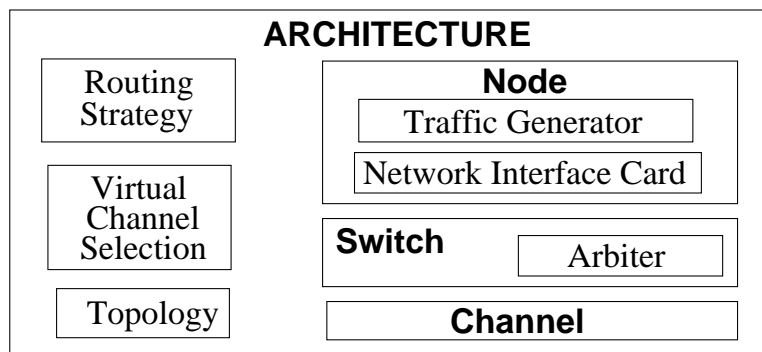 ARCHITECTURE
Routing
Strategy
Virtual
Channel
Selection
Topology
Node
Traffic Generator
Network Interface Card
Switch
Arbiter
Channel